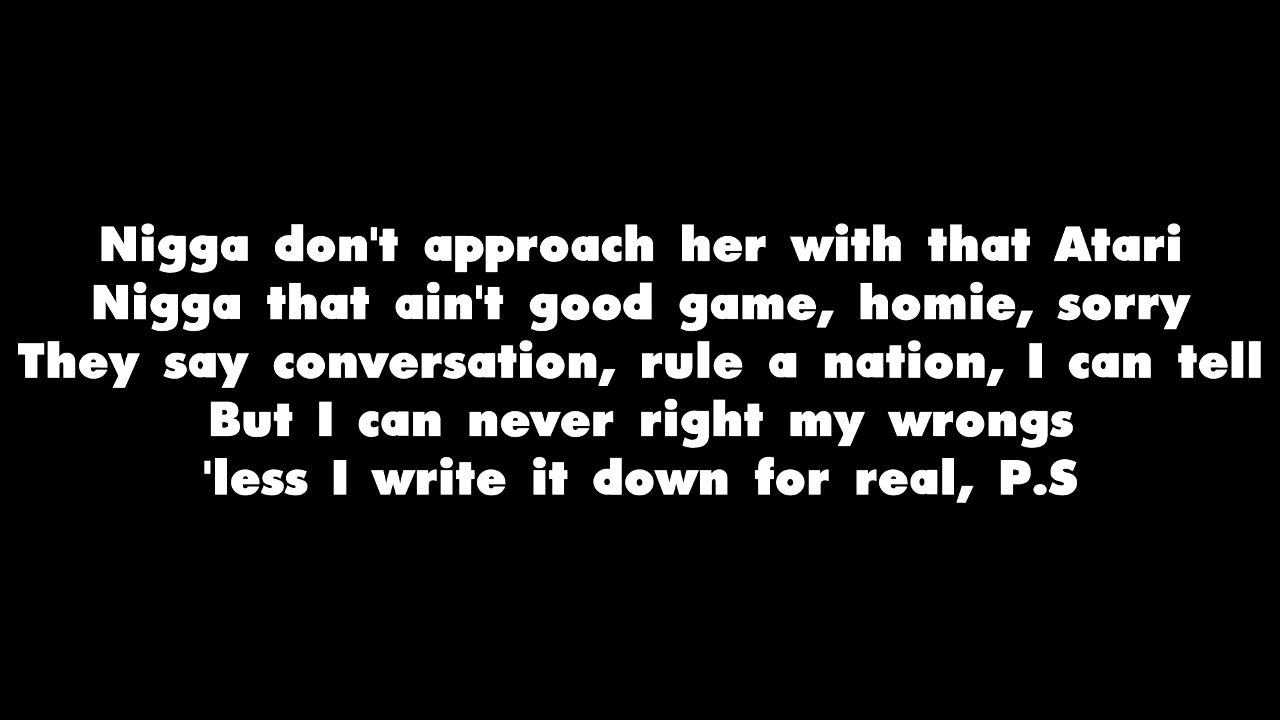 Nigga don't approach her with that Atari
Nigga that ain't good game, homie, sorry
They say conversation, rule a nation, I can tell
But I can never right my wrongs
'less I write it down for real, P.S